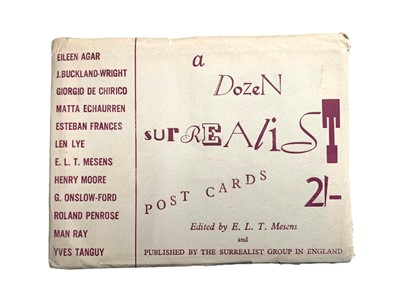 EILEEN AGAR
J.BUCKLAND-WRIGHT
GIORGIO DE CHIRICO
MATTA ECHAURREN
ESTEBAN FRANCES
LEN LYE
E. L. T. MESENS
HENRY MOORE
G. ONSLOW-FORD
ROLAND PENROSE
MAN RAY
YVES TANGUY
a
DozeN
surREAliST
POST CARDS
2/-
Edited by E. L. T. Mesens
and
PUBLISHED BY THE SURREALIST GROUP IN ENGLAND